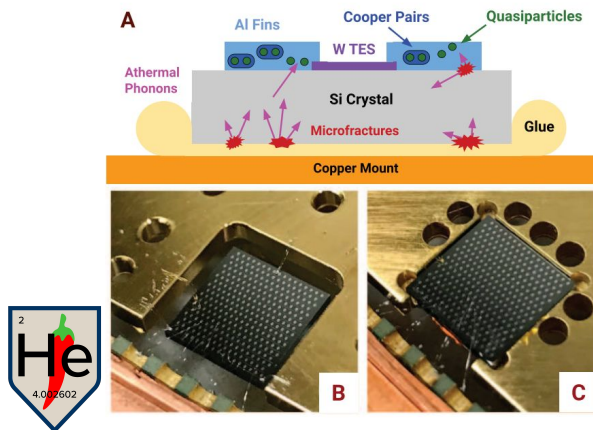 A
Al Fins
Cooper Pairs
Quasiparticles
W TES
Athermal
Phonons
Si Crystal
Microfractures
Glue
Copper Mount
B
C
2
He
4.002602